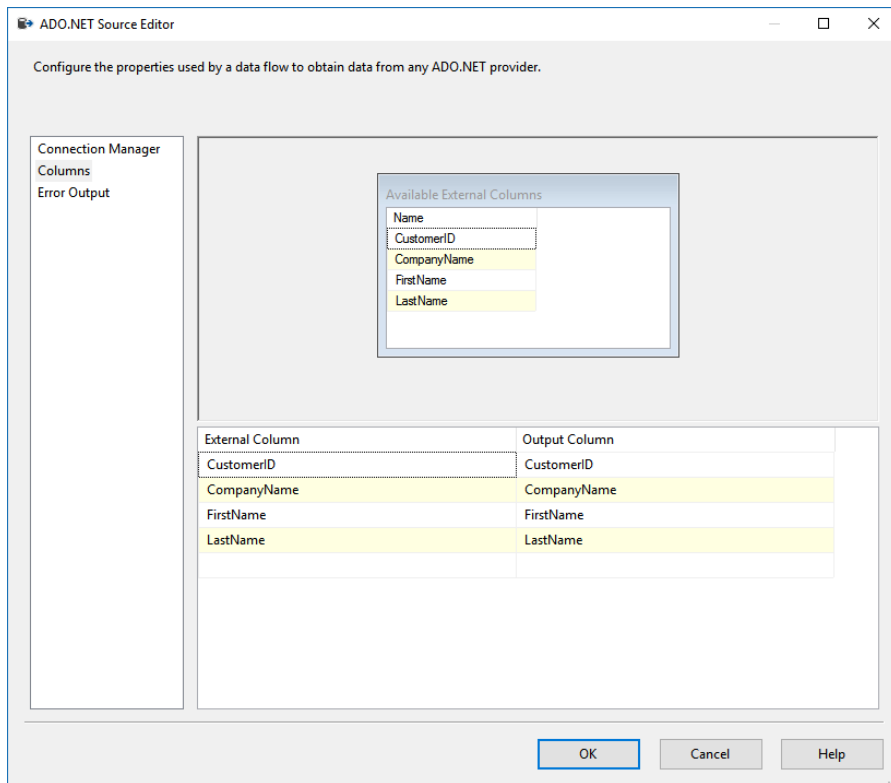 ADO.NET Source Editor
Configure the properties used by a data flow to obtain data from any ADO.NET provider.
Connection Manager
Columns
Error Output
Available External Columns
Name
CustomerID
CompanyName
FirstName
LastName
External Column Output Column
CustomerID CustomerID
CompanyName CompanyName
FirstName FirstName
LastName LastName
OK Cancel Help